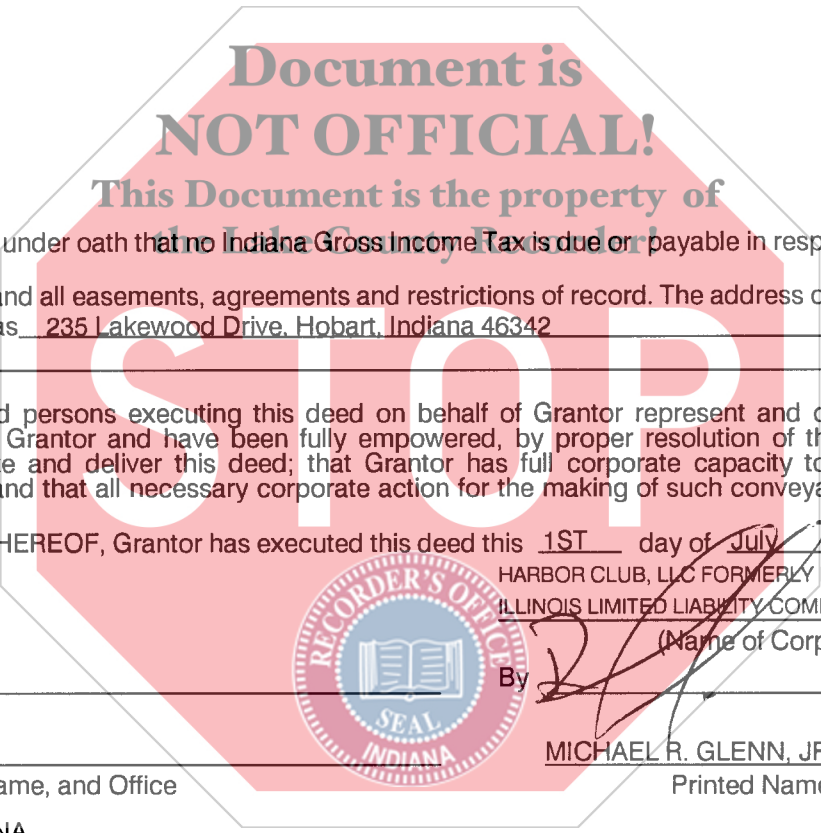 Document is
NOT OFFICIAL!
This Document is the property of
the Lake County Recorder!
under oath that no Indiana Gross Income Tax is due or payable in resp
and all easements, agreements and restrictions of record. The address o
as 235 Lakewood Drive, Hobart, Indiana 46342
STOP
d persons executing this deed on behalf of Grantor represent and c
Grantor and have been fully empowered, by proper resolution of th
te and deliver this deed; that Grantor has full corporate capacity to
and that all necessary corporate action for the making of such conveya
HEREOF, Grantor has executed this deed this 1ST day of July
HARBOR CLUB, LLC FORMERLY
ILLINOIS LIMITED LIABILITY COM
(Name of Corp
By
RECORDER'S OFFICE
SEAL
INDIANA
MICHAEL R. GLENN, JR
ame, and Office
Printed Name
NA